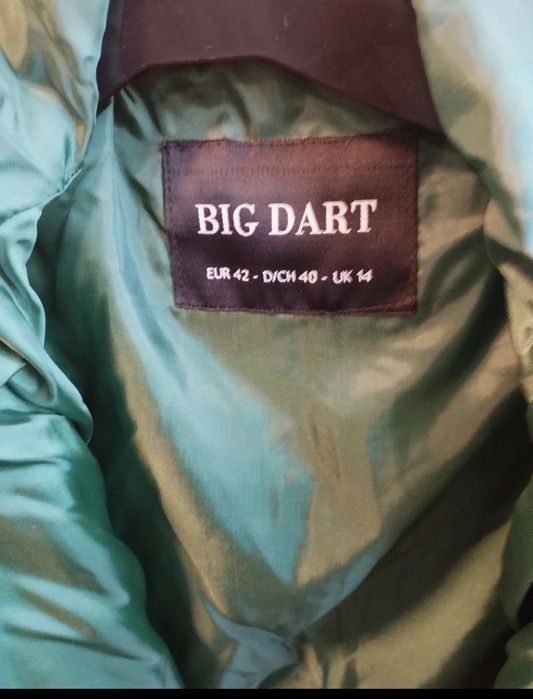 BIG DART
EUR 42 - D/CH 40 - UK 14